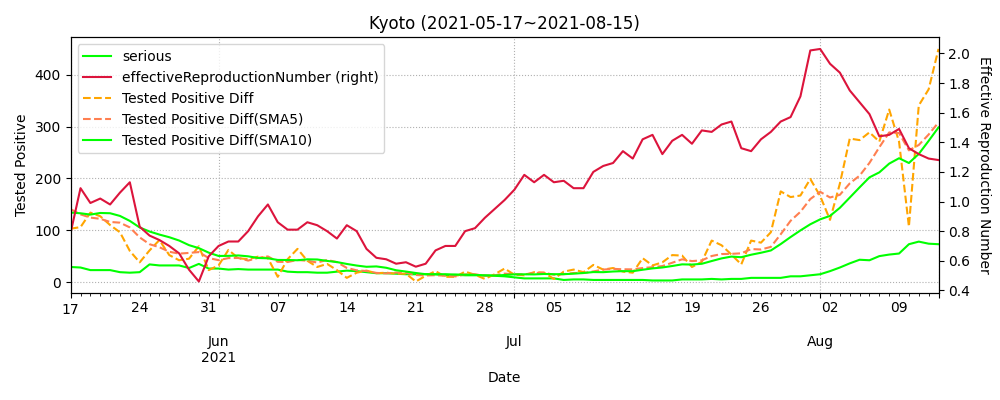 Kyoto (2021-05-17~2021-08-15)
serious
effectiveReproductionNumber (right)
Tested Positive Diff
Tested Positive Diff(SMA5)
Tested Positive Diff(SMA10)
Tested Positive
400
300
200
100
0
Effective Reproduction Number
2.0
1.8
1.6
1.4
1.2
1.0
0.8
0.6
0.4
17 24 31 07 14 21 28 05 12 19 26 02 09
Jun Jul Aug
2021
Date